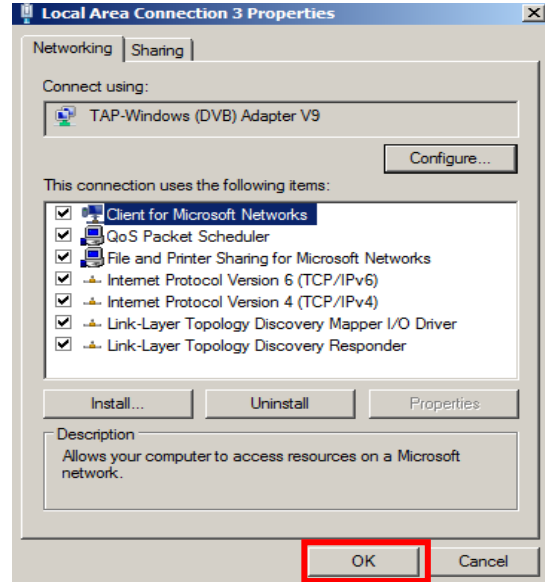 Local Area Connection 3 Properties
Networking
Sharing
Connect using:
TAP-Windows (DVB) Adapter V9
Configure...
This connection uses the following items:
Client for Microsoft Networks
QoS Packet Scheduler
File and Printer Sharing for Microsoft Networks
Internet Protocol Version 6 (TCP/IPv6)
Internet Protocol Version 4 (TCP/IPv4)
Link-Layer Topology Discovery Mapper I/O Driver
Link-Layer Topology Discovery Responder
Install...
Uninstall
Properties
Description
Allows your computer to access resources on a Microsoft
network.
OK
Cancel